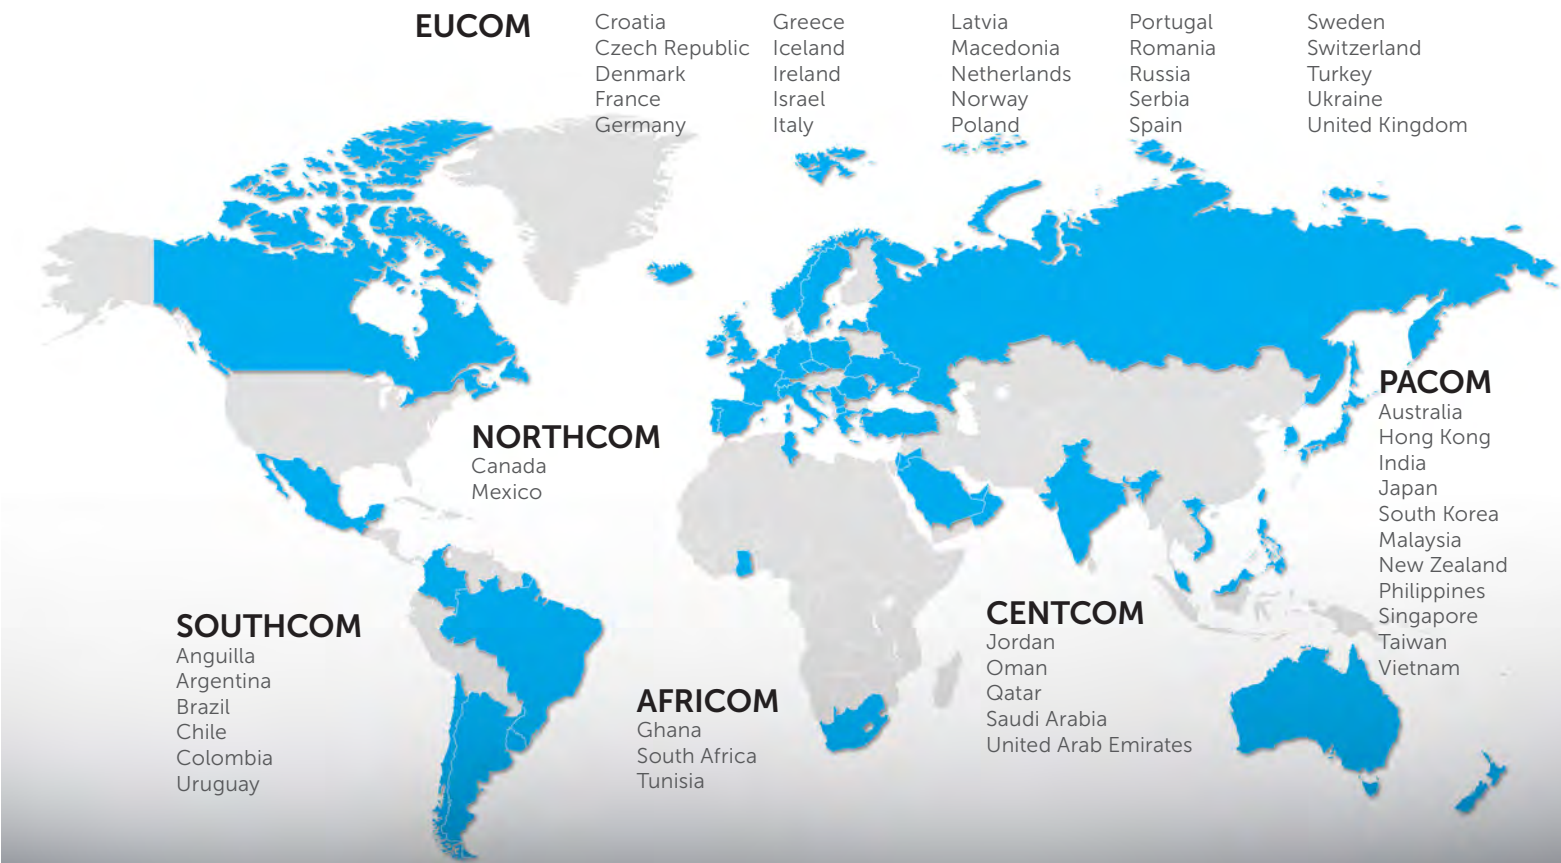 EUCOM
Croatia
Czech Republic
Denmark
France
Germany
Greece
Iceland
Ireland
Israel
Italy
Latvia
Macedonia
Netherlands
Norway
Poland
Portugal
Romania
Russia
Serbia
Spain
Sweden
Switzerland
Turkey
Ukraine
United Kingdom
NORTHCOM
Canada
Mexico
PACOM
Australia
Hong Kong
India
Japan
South Korea
Malaysia
New Zealand
Philippines
Singapore
Taiwan
Vietnam
SOUTHCOM
Anguilla
Argentina
Brazil
Chile
Colombia
Uruguay
AFRICOM
Ghana
South Africa
Tunisia
CENTCOM
Jordan
Oman
Qatar
Saudi Arabia
United Arab Emirates